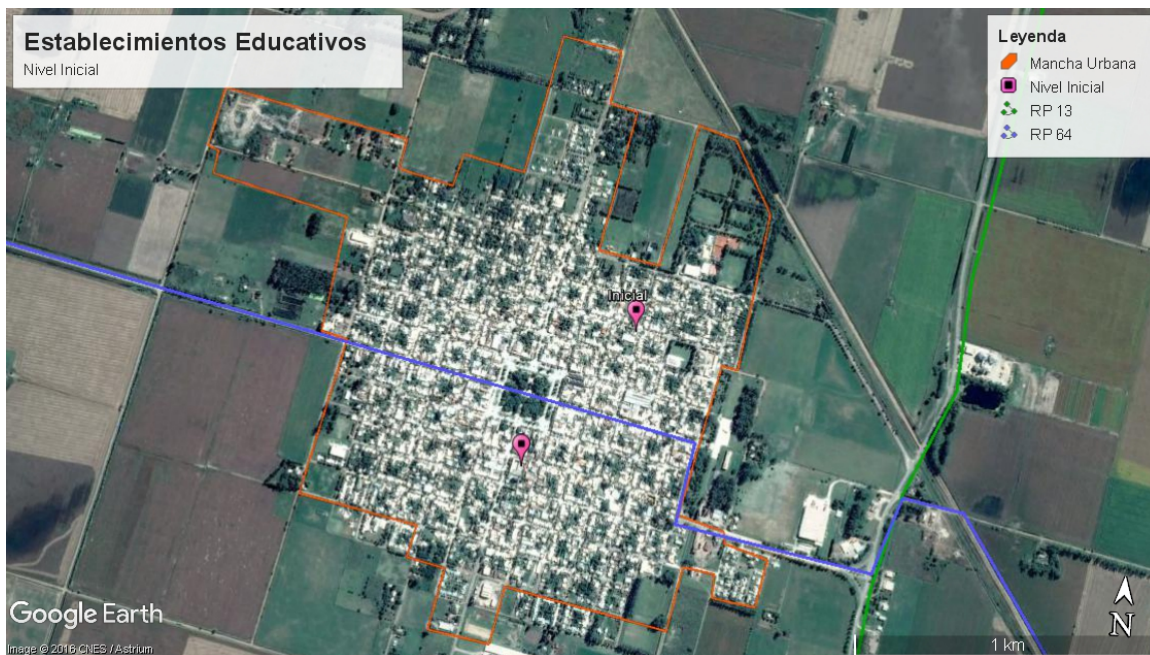 Establecimientos Educativos
Nivel Inicial
Leyenda
Mancha Urbana
Nivel Inicial
RP 13
RP 64
Inicial
Google Earth
N
Image © 2016 CNES / Astrium
1 km